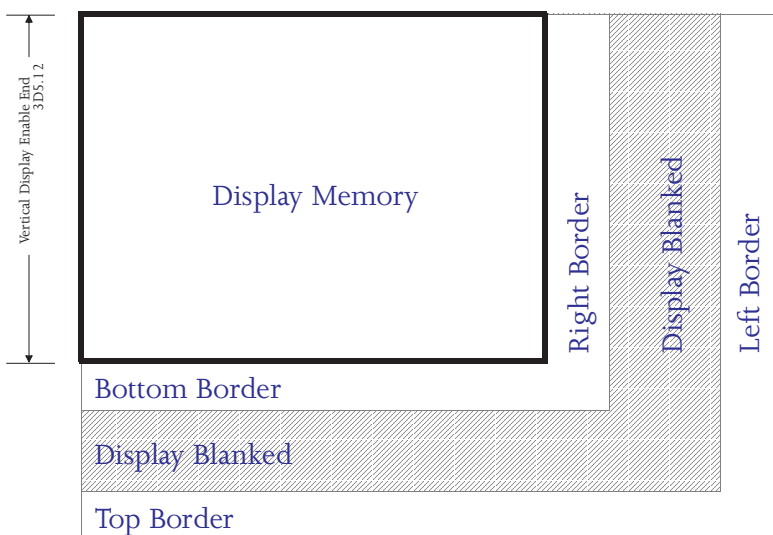 Vertical Display Enable End
3D5.12
Display Memory
Right Border
Display Blanked
Left Border
Bottom Border
Display Blanked
Top Border